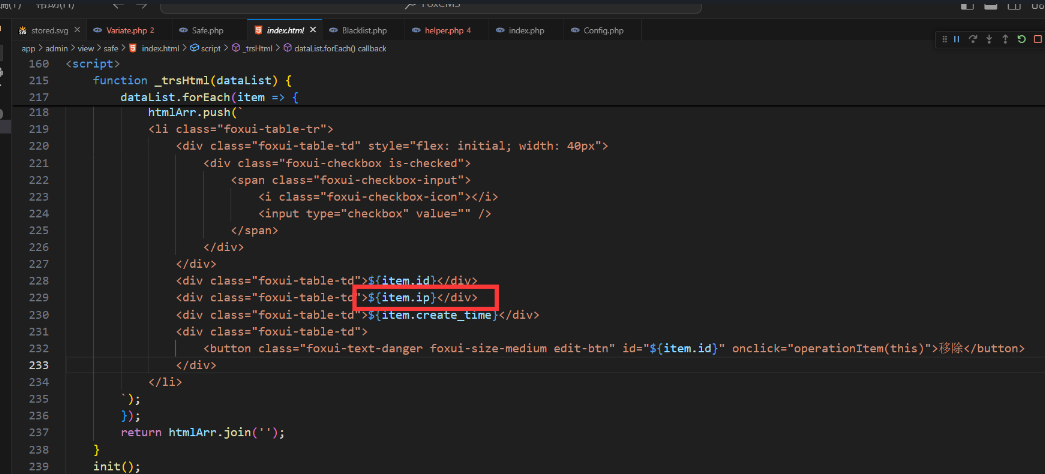 FoxCMS
stored.svg Variate.php 2 Safe.php index.html Blacklist.php 2 helper.php 4 index.php Config.php
app > admin > view > safe > index.html > script > _trsHtml > dataList.forEach() callback
160 <script>
215 function _trsHtml(dataList) {
217 dataList.forEach(item => {
218 htmlArr.push(`
219 <li class="foxui-table-tr">
220 <div class="foxui-table-td" style="flex: initial; width: 40px">
221 <div class="foxui-checkbox is-checked">
222 <span class="foxui-checkbox-input">
223 <i class="foxui-checkbox-icon"></i>
224 <input type="checkbox" value="" />
225 </span>
226 </div>
227 </div>
228 <div class="foxui-table-td">${item.id}</div>
229 <div class="foxui-table-td">${item.ip}</div>
230 <div class="foxui-table-td">${item.create_time}</div>
231 <div class="foxui-table-td">
232 <button class="foxui-text-danger foxui-size-medium edit-btn" id="${item.id}" onclick="operationItem(this)">移除</button>
233 </div>
234 </li>
235 `);
236 });
237 return htmlArr.join('');
238 }
239 init();